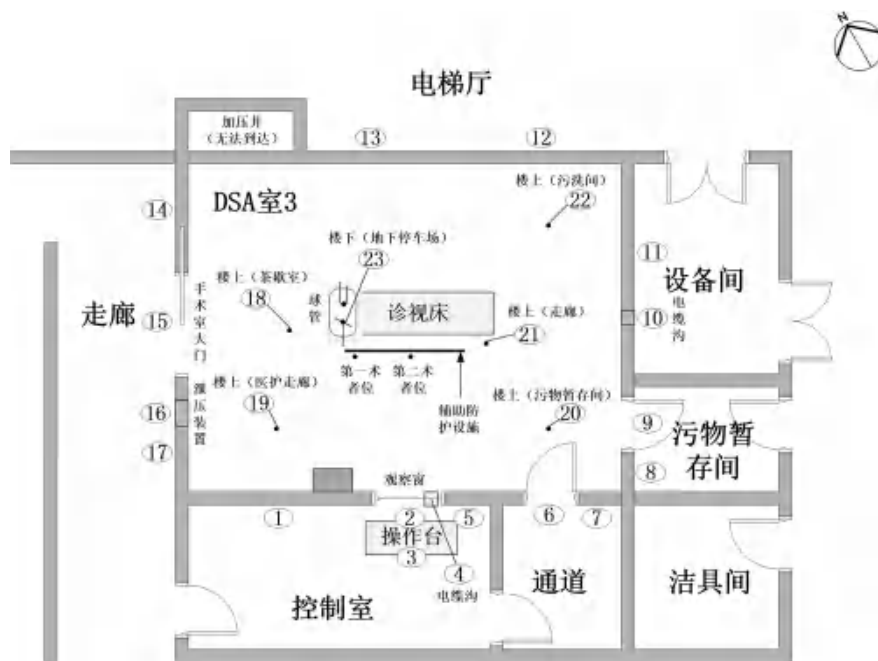 N
电梯厅
加压井
(无法到达)
13
12
楼上(污洗间)
22
14
DSA室3
楼下(地下停车场)
23
11
设备间
手术室大门
楼上(茶歇室)
18
球管
诊视床
楼上(走廊)
21
走廊
15
10
电缆沟
第一术者位
第二术者位
辅助防护设施
楼上(医护走廊)
19
楼上(污物暂存间)
20
16
泄压装置
17
9
污物暂存间
8
观察窗
1
2
5
6
7
操作台
3
4
电缆沟
控制室
通道
洁具间